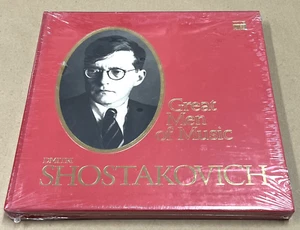 Great
Men
of Music
DMITRI
SHOSTAKOVICH